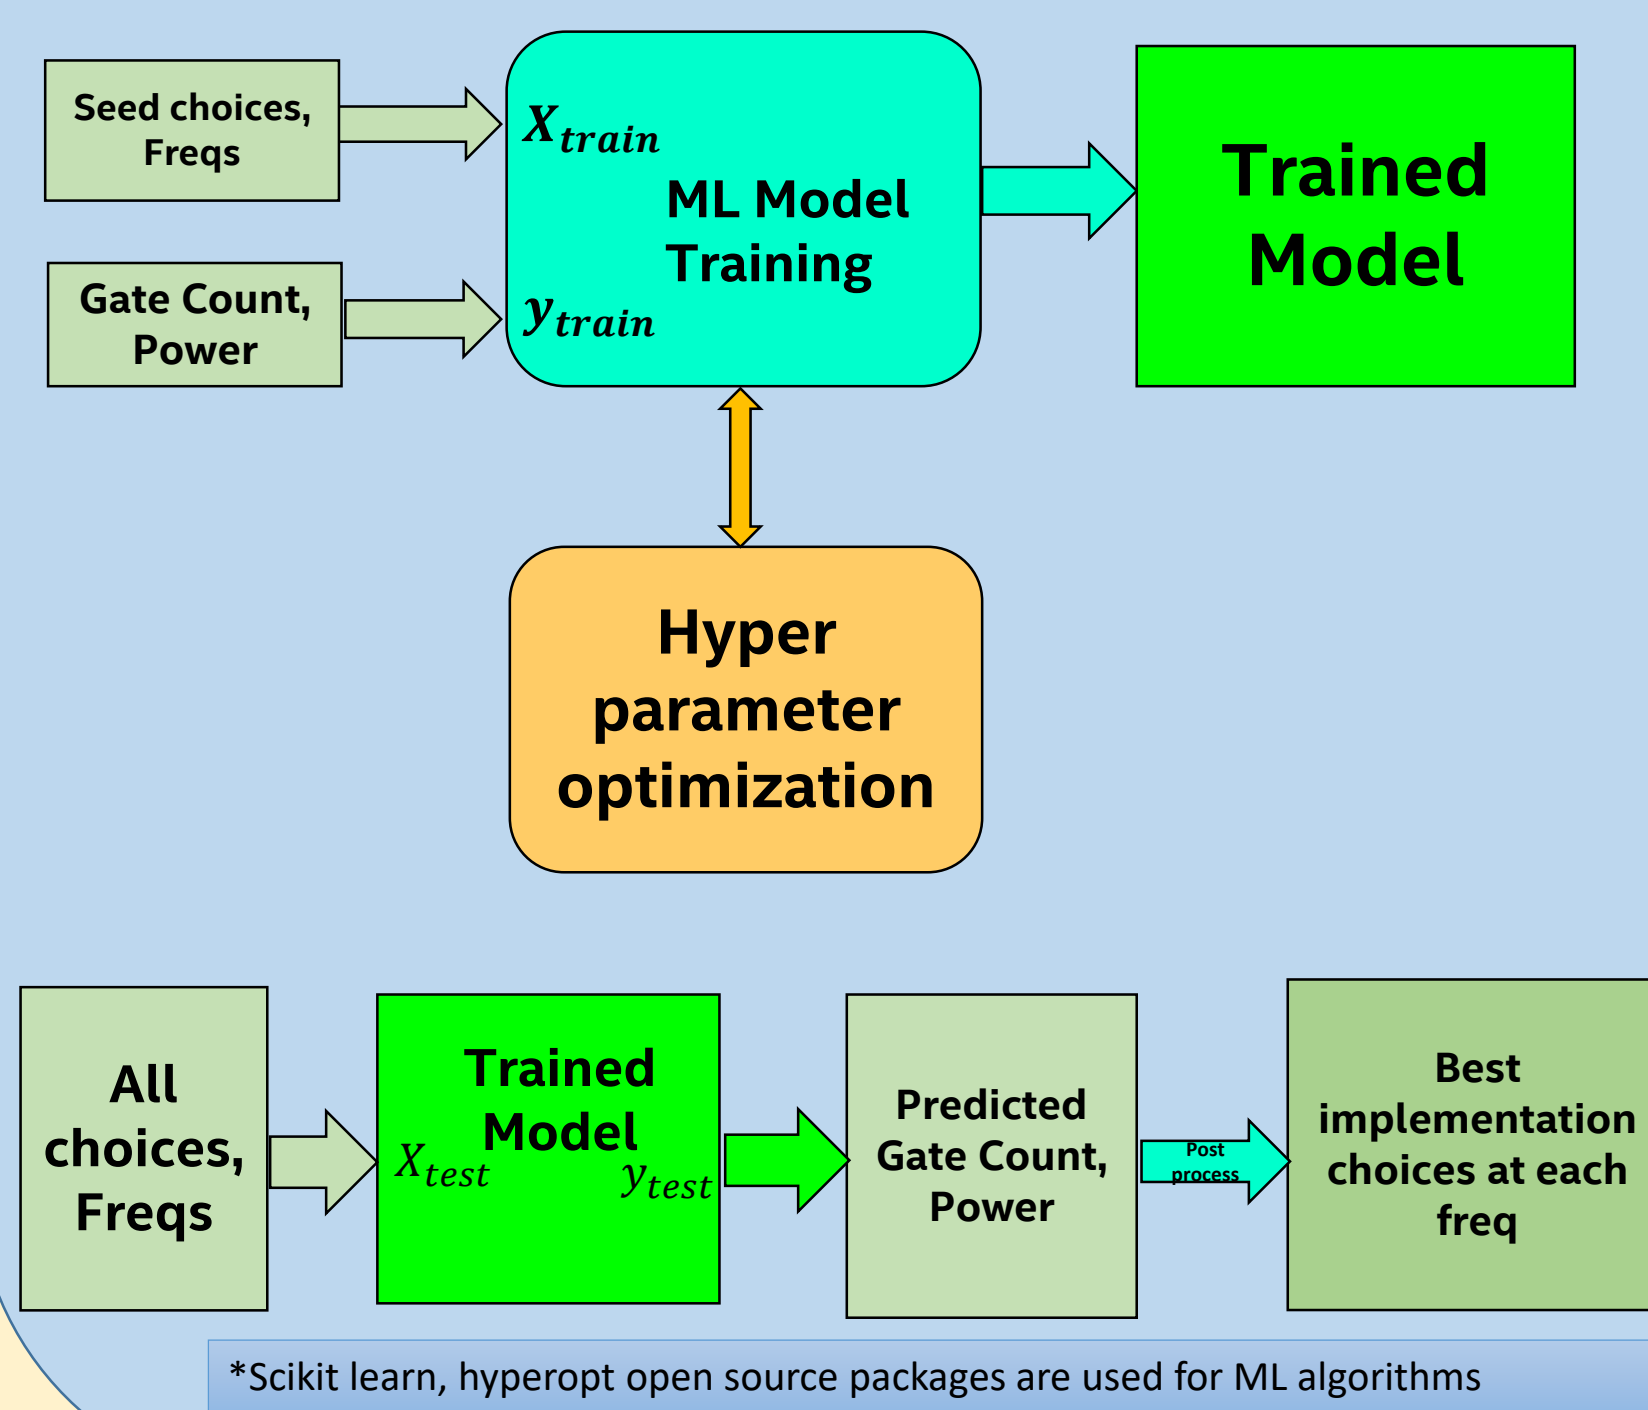 Seed choices,
Freqs
X_train
ML Model
Training
Gate Count,
Power
y_train
Trained
Model
Hyper
parameter
optimization
All
choices,
Freqs
Trained
Model
X_test
y_test
Predicted
Gate Count,
Power
Post
process
Best
implementation
choices at each
freq
*Scikit learn, hyperopt open source packages are used for ML algorithms